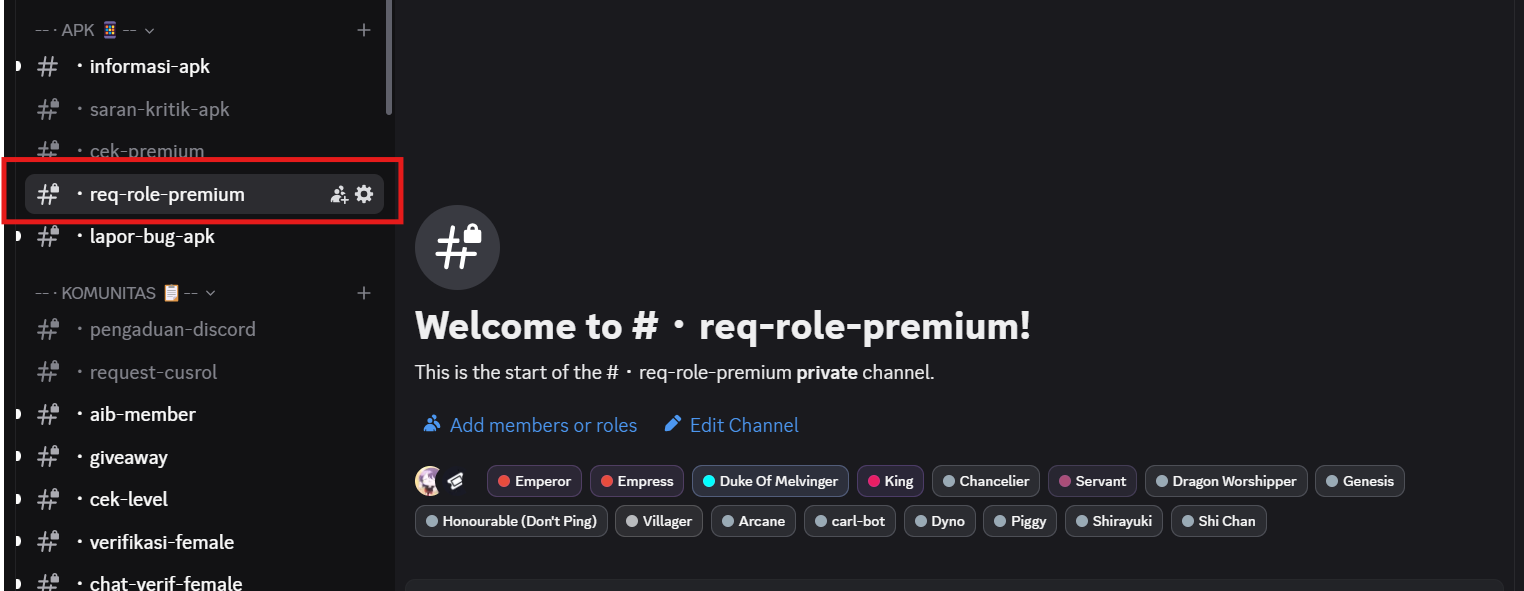 -- · APK 📱 --
# · informasi-apk
# · saran-kritik-apk
# · cek-premium
# · req-role-premium
# · lapor-bug-apk
-- · KOMUNITAS 📋 --
# · pengaduan-discord
# · request-cusrol
# · aib-member
# · giveaway
# · cek-level
# · verifikasi-female
# · chat-verif-female
Welcome to # · req-role-premium!
This is the start of the # · req-role-premium private channel.
Add members or roles Edit Channel
Emperor Empress Duke Of Melvinger King Chancelier Servant Dragon Worshipper Genesis
Honourable (Don't Ping) Villager Arcane carl-bot Dyno Piggy Shirayuki Shi Chan